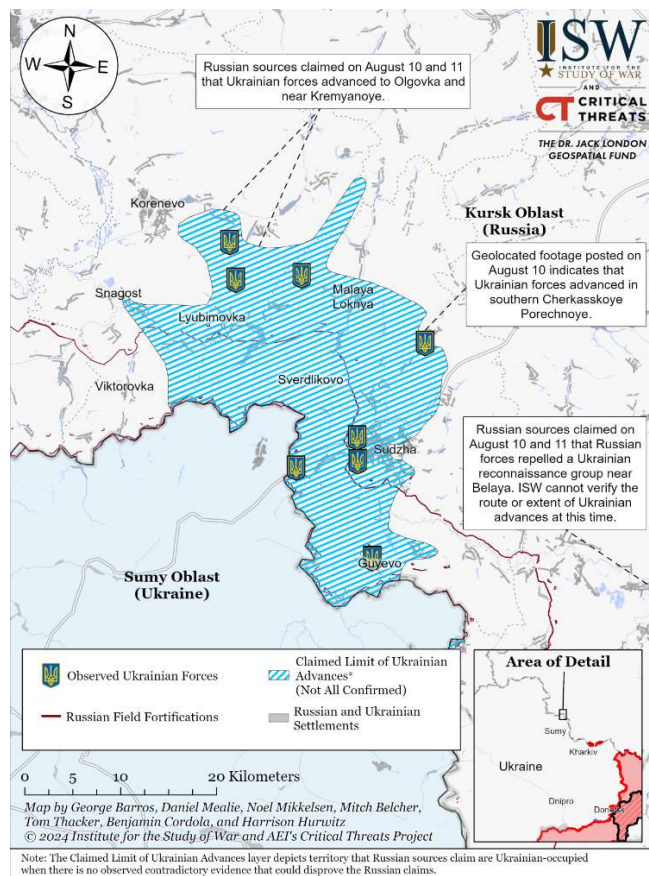 N
W
E
S
Russian sources claimed on August 10 and 11
that Ukrainian forces advanced to Olgovka and
near Kremyanoye.
ISW
INSTITUTE FOR THE
STUDY OF WAR
AND
CT CRITICAL
THREATS
THE DR. JACK LONDON
GEOSPATIAL FUND
Korenevo
Kursk Oblast
(Russia)
Geolocated footage posted on
August 10 indicates that
Ukrainian forces advanced in
southern Cherkasskoye
Porechnoye.
Snagost
Malaya
Loknya
Lyubimovka
Viktorovka
Sverdlikovo
Russian sources claimed on
August 10 and 11 that Russian
forces repelled a Ukrainian
reconnaissance group near
Belaya. ISW cannot verify the
route or extent of Ukrainian
advances at this time.
Sudzha
Guyevo
Sumy Oblast
(Ukraine)
Observed Ukrainian Forces
Claimed Limit of Ukrainian
Advances*
(Not All Confirmed)
Russian Field Fortifications
Russian and Ukrainian
Settlements
Area of Detail
Sumy
Kharkiv
Ukraine
Dnipro
Donetsk
0 5 10 20 Kilometers
Map by George Barros, Daniel Mealie, Noel Mikkelsen, Mitch Belcher,
Tom Thacker, Benjamin Cordola, and Harrison Hurwitz
© 2024 Institute for the Study of War and AEI's Critical Threats Project
Note: The Claimed Limit of Ukrainian Advances layer depicts territory that Russian sources claim are Ukrainian-occupied
when there is no observed contradictory evidence that could disprove the Russian claims.